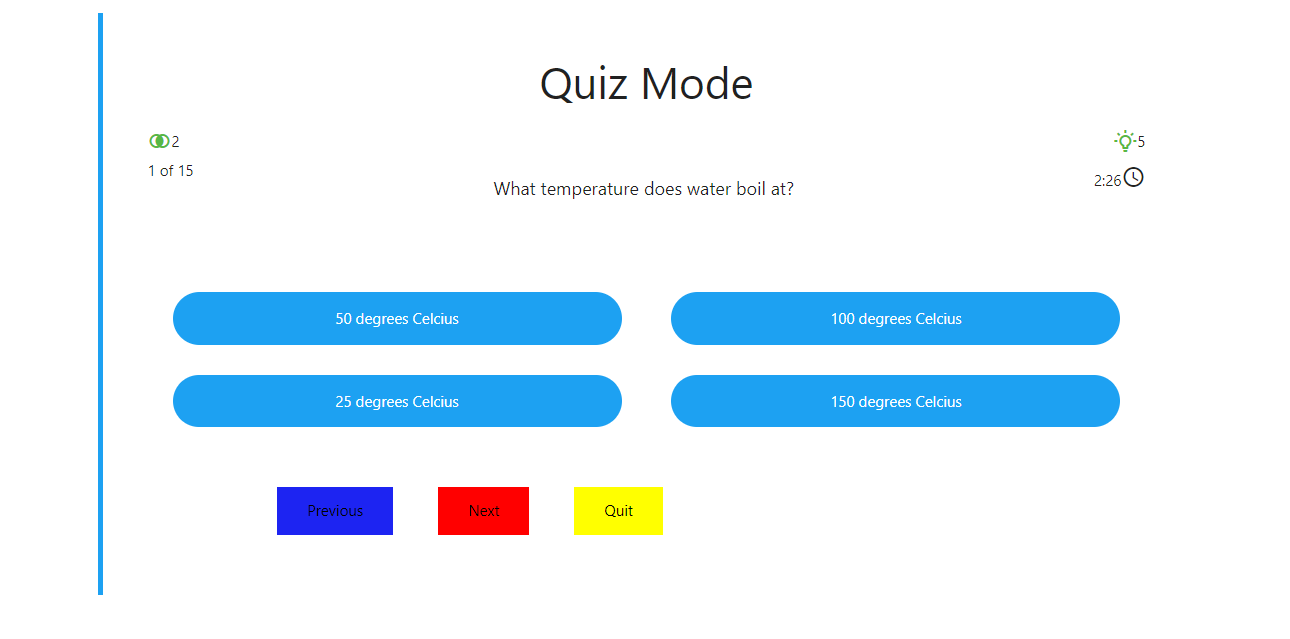 Quiz Mode
2
5
1 of 15
2:26
What temperature does water boil at?
50 degrees Celcius
100 degrees Celcius
25 degrees Celcius
150 degrees Celcius
Previous
Next
Quit